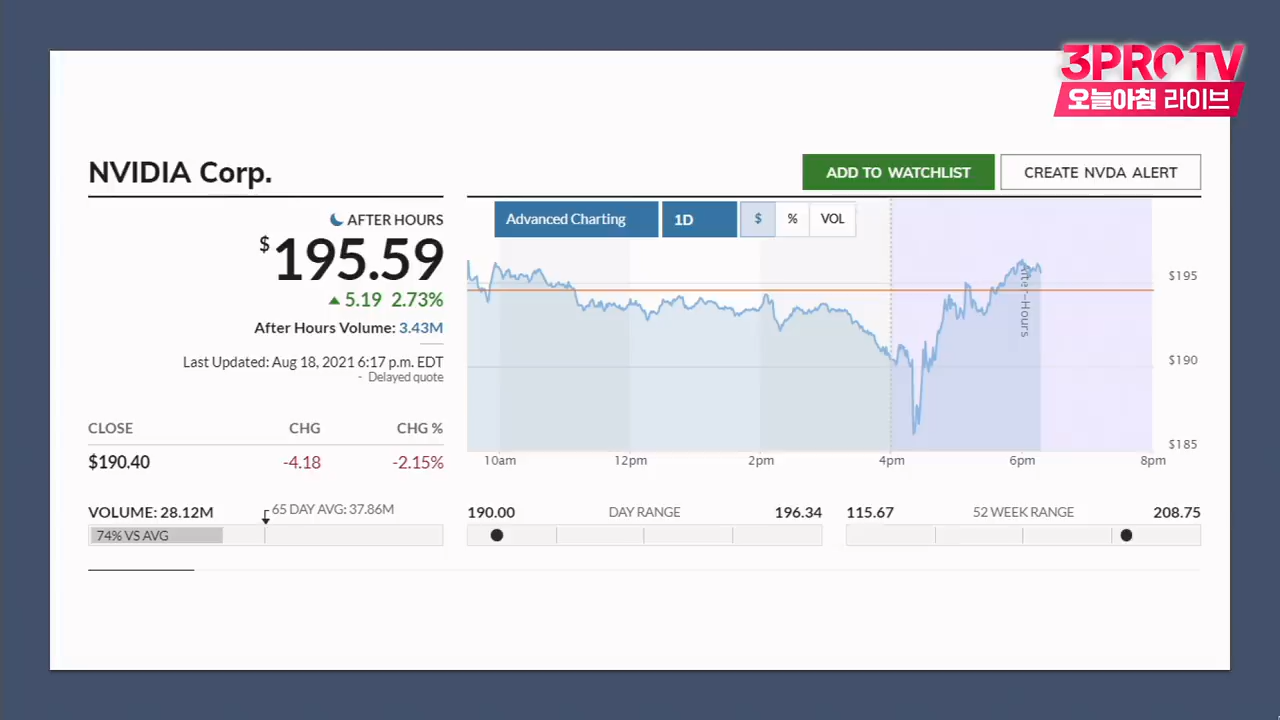 3PROTV
오늘아침 라이브
NVIDIA Corp.
ADD TO WATCHLIST
CREATE NVDA ALERT
AFTER HOURS
$195.59
5.19 2.73%
After Hours Volume: 3.43M
Last Updated: Aug 18, 2021 6:17 p.m. EDT
- Delayed quote
CLOSE CHG CHG %
$190.40 -4.18 -2.15%
VOLUME: 28.12M
65 DAY AVG: 37.86M
74% VS AVG
Advanced Charting
1D
$
%
VOL
After-Hours
$195
$190
$185
10am 12pm 2pm 4pm 6pm 8pm
190.00 DAY RANGE 196.34
115.67 52 WEEK RANGE 208.75